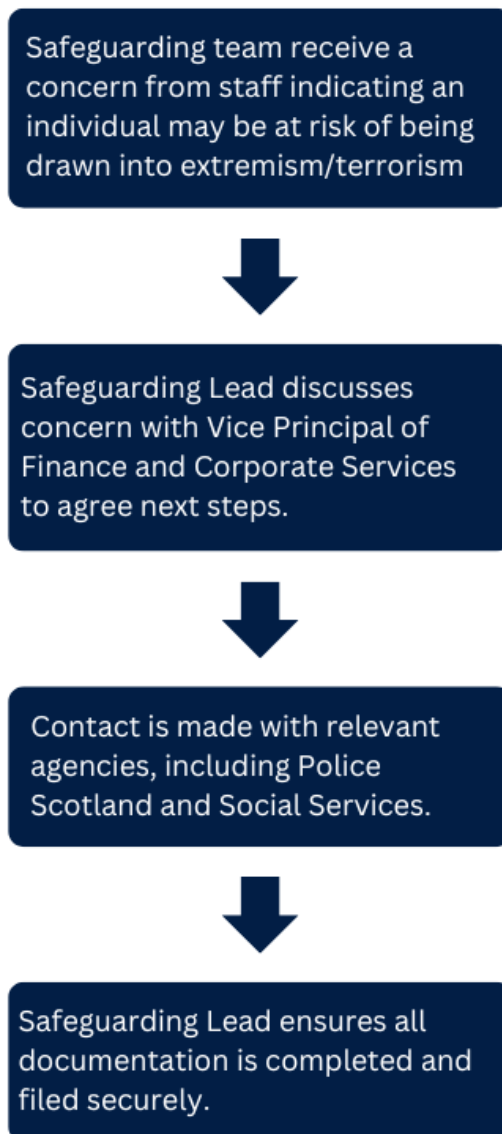 Safeguarding team receive a
concern from staff indicating an
individual may be at risk of being
drawn into extremism/terrorism
Safeguarding Lead discusses
concern with Vice Principal of
Finance and Corporate Services
to agree next steps.
Contact is made with relevant
agencies, including Police
Scotland and Social Services.
Safeguarding Lead ensures all
documentation is completed and
filed securely.